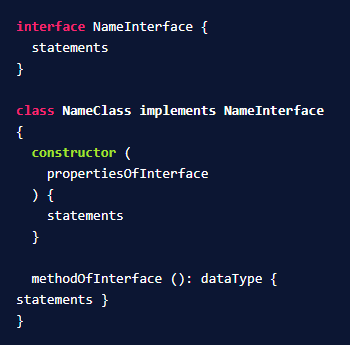 interface NameInterface {
  statements
}
class NameClass implements NameInterface
{
  constructor (
    propertiesOfInterface
  ) {
    statements
  }
  methodOfInterface (): dataType {
statements }
}